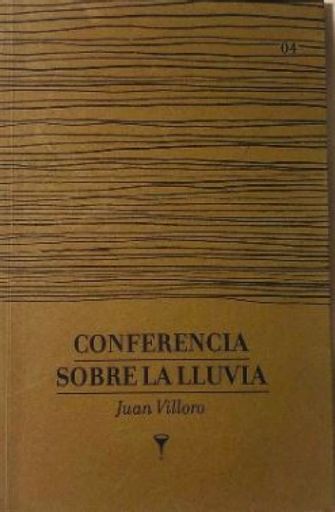 04
CONFERENCIA
SOBRE LA LLUVIA
Juan Villoro